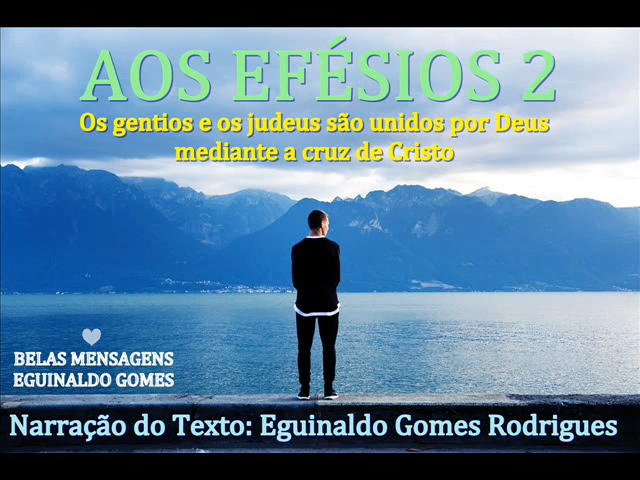 AOS EFÉSIOS 2
Os gentios e os judeus são unidos por Deus
mediante a cruz de Cristo
BELAS MENSAGENS
EGUINALDO GOMES
Narração do Texto: Eguinaldo Gomes Rodrigues